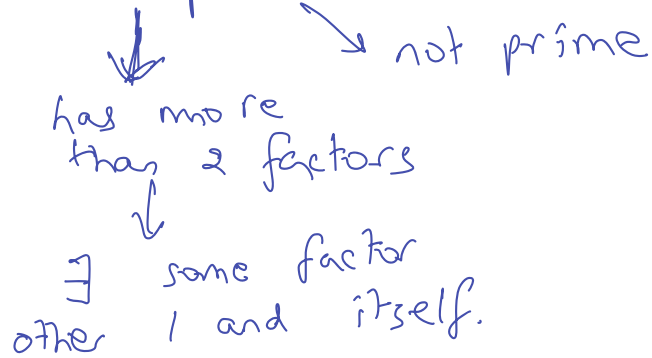 not prime
has more
than 2 factors
∃ some factor
other 1 and itself.